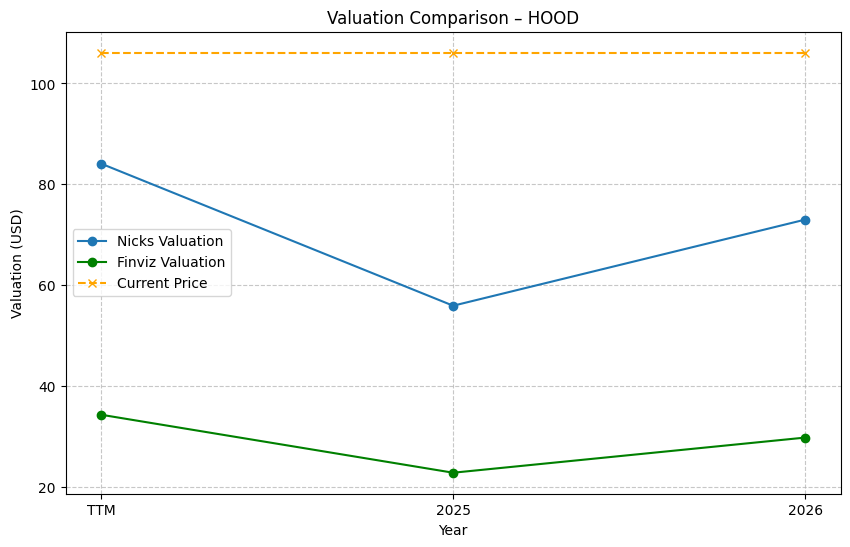 Valuation Comparison – HOOD
Valuation (USD)
100
80
60
40
20
Nicks Valuation
Finviz Valuation
Current Price
TTM
2025
2026
Year